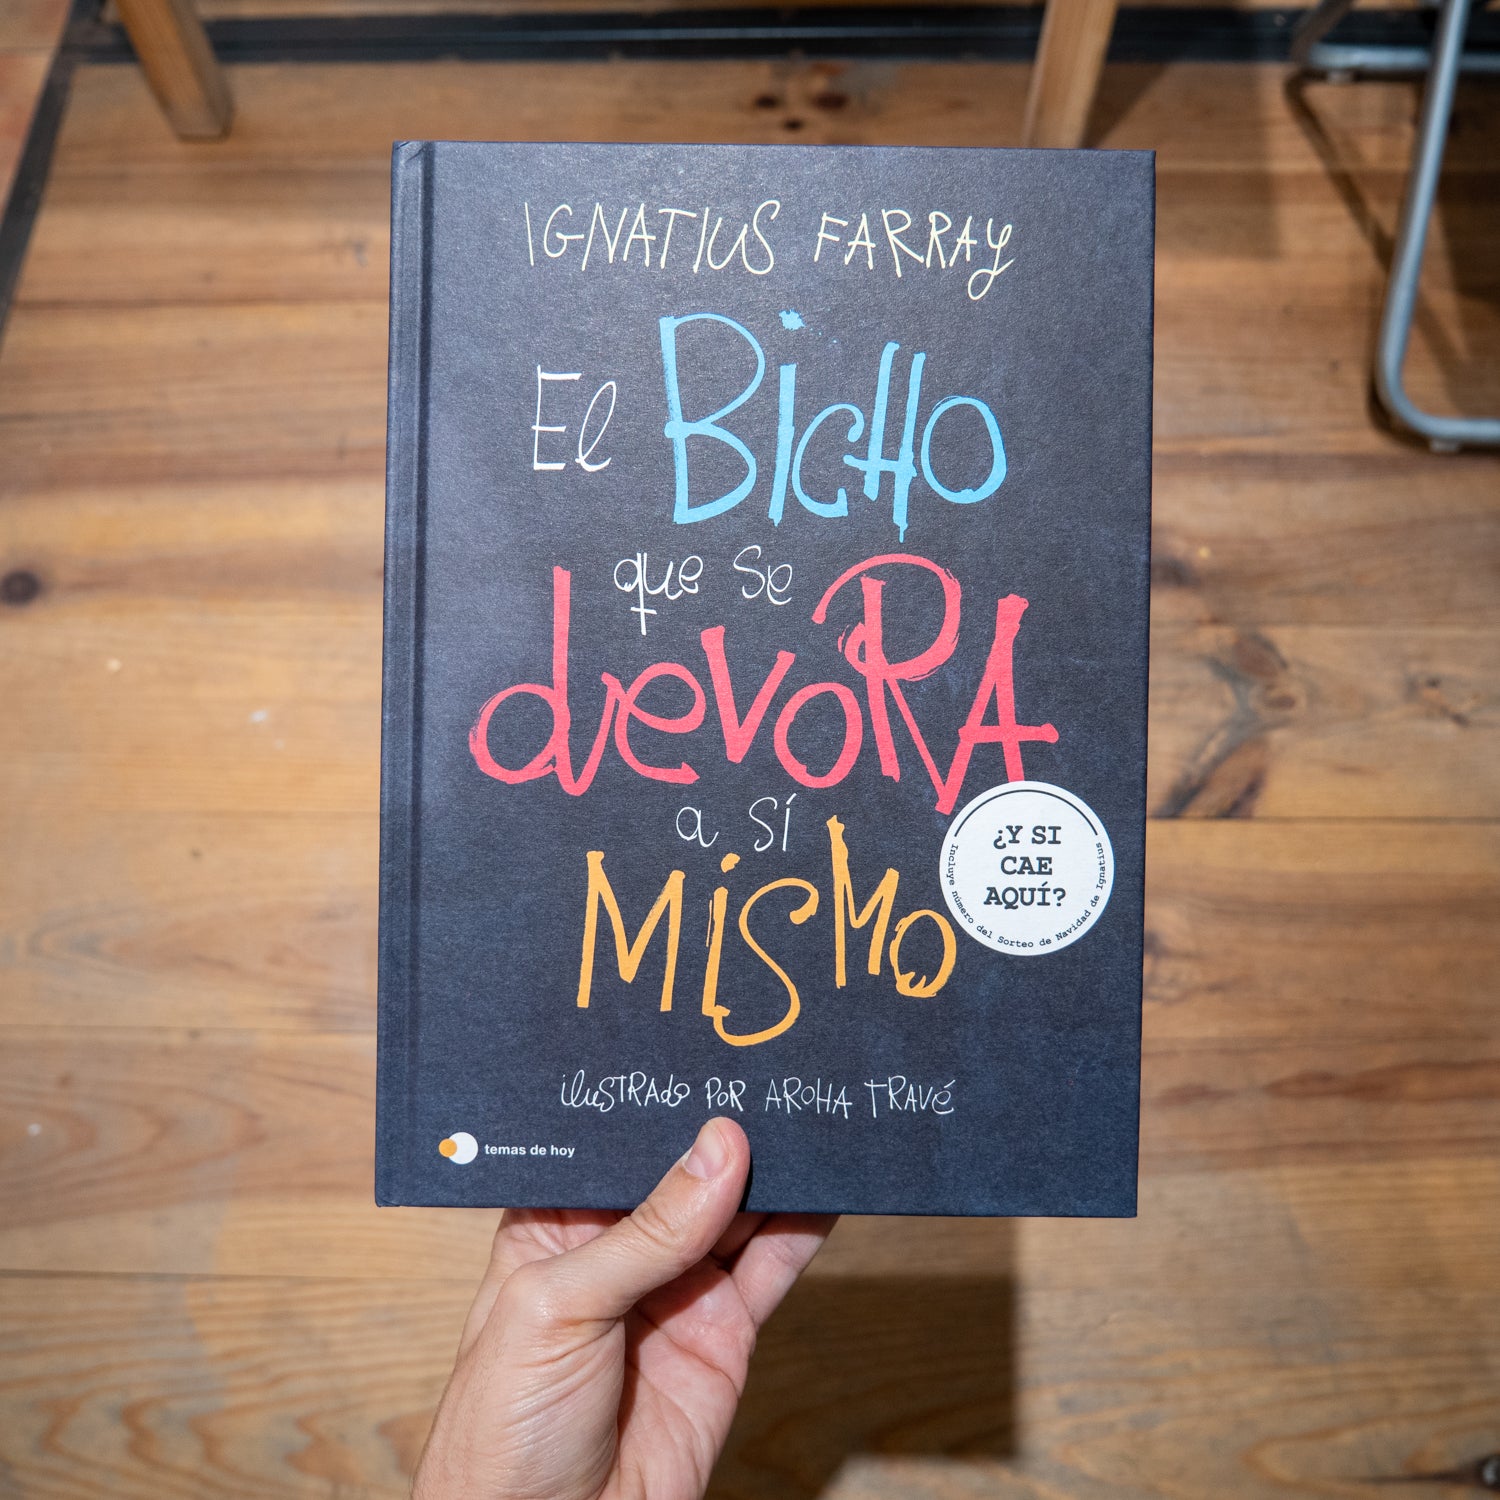 IGNATIUS FARRAY
El BicHo
que se
devoRA
a sí
MisMo
¿Y SI
CAE
AQUÍ?
Incluye número del Sorteo de Navidad de Ignatius
ilusTRAdo POR AROHA TRAVé
temas de hoy